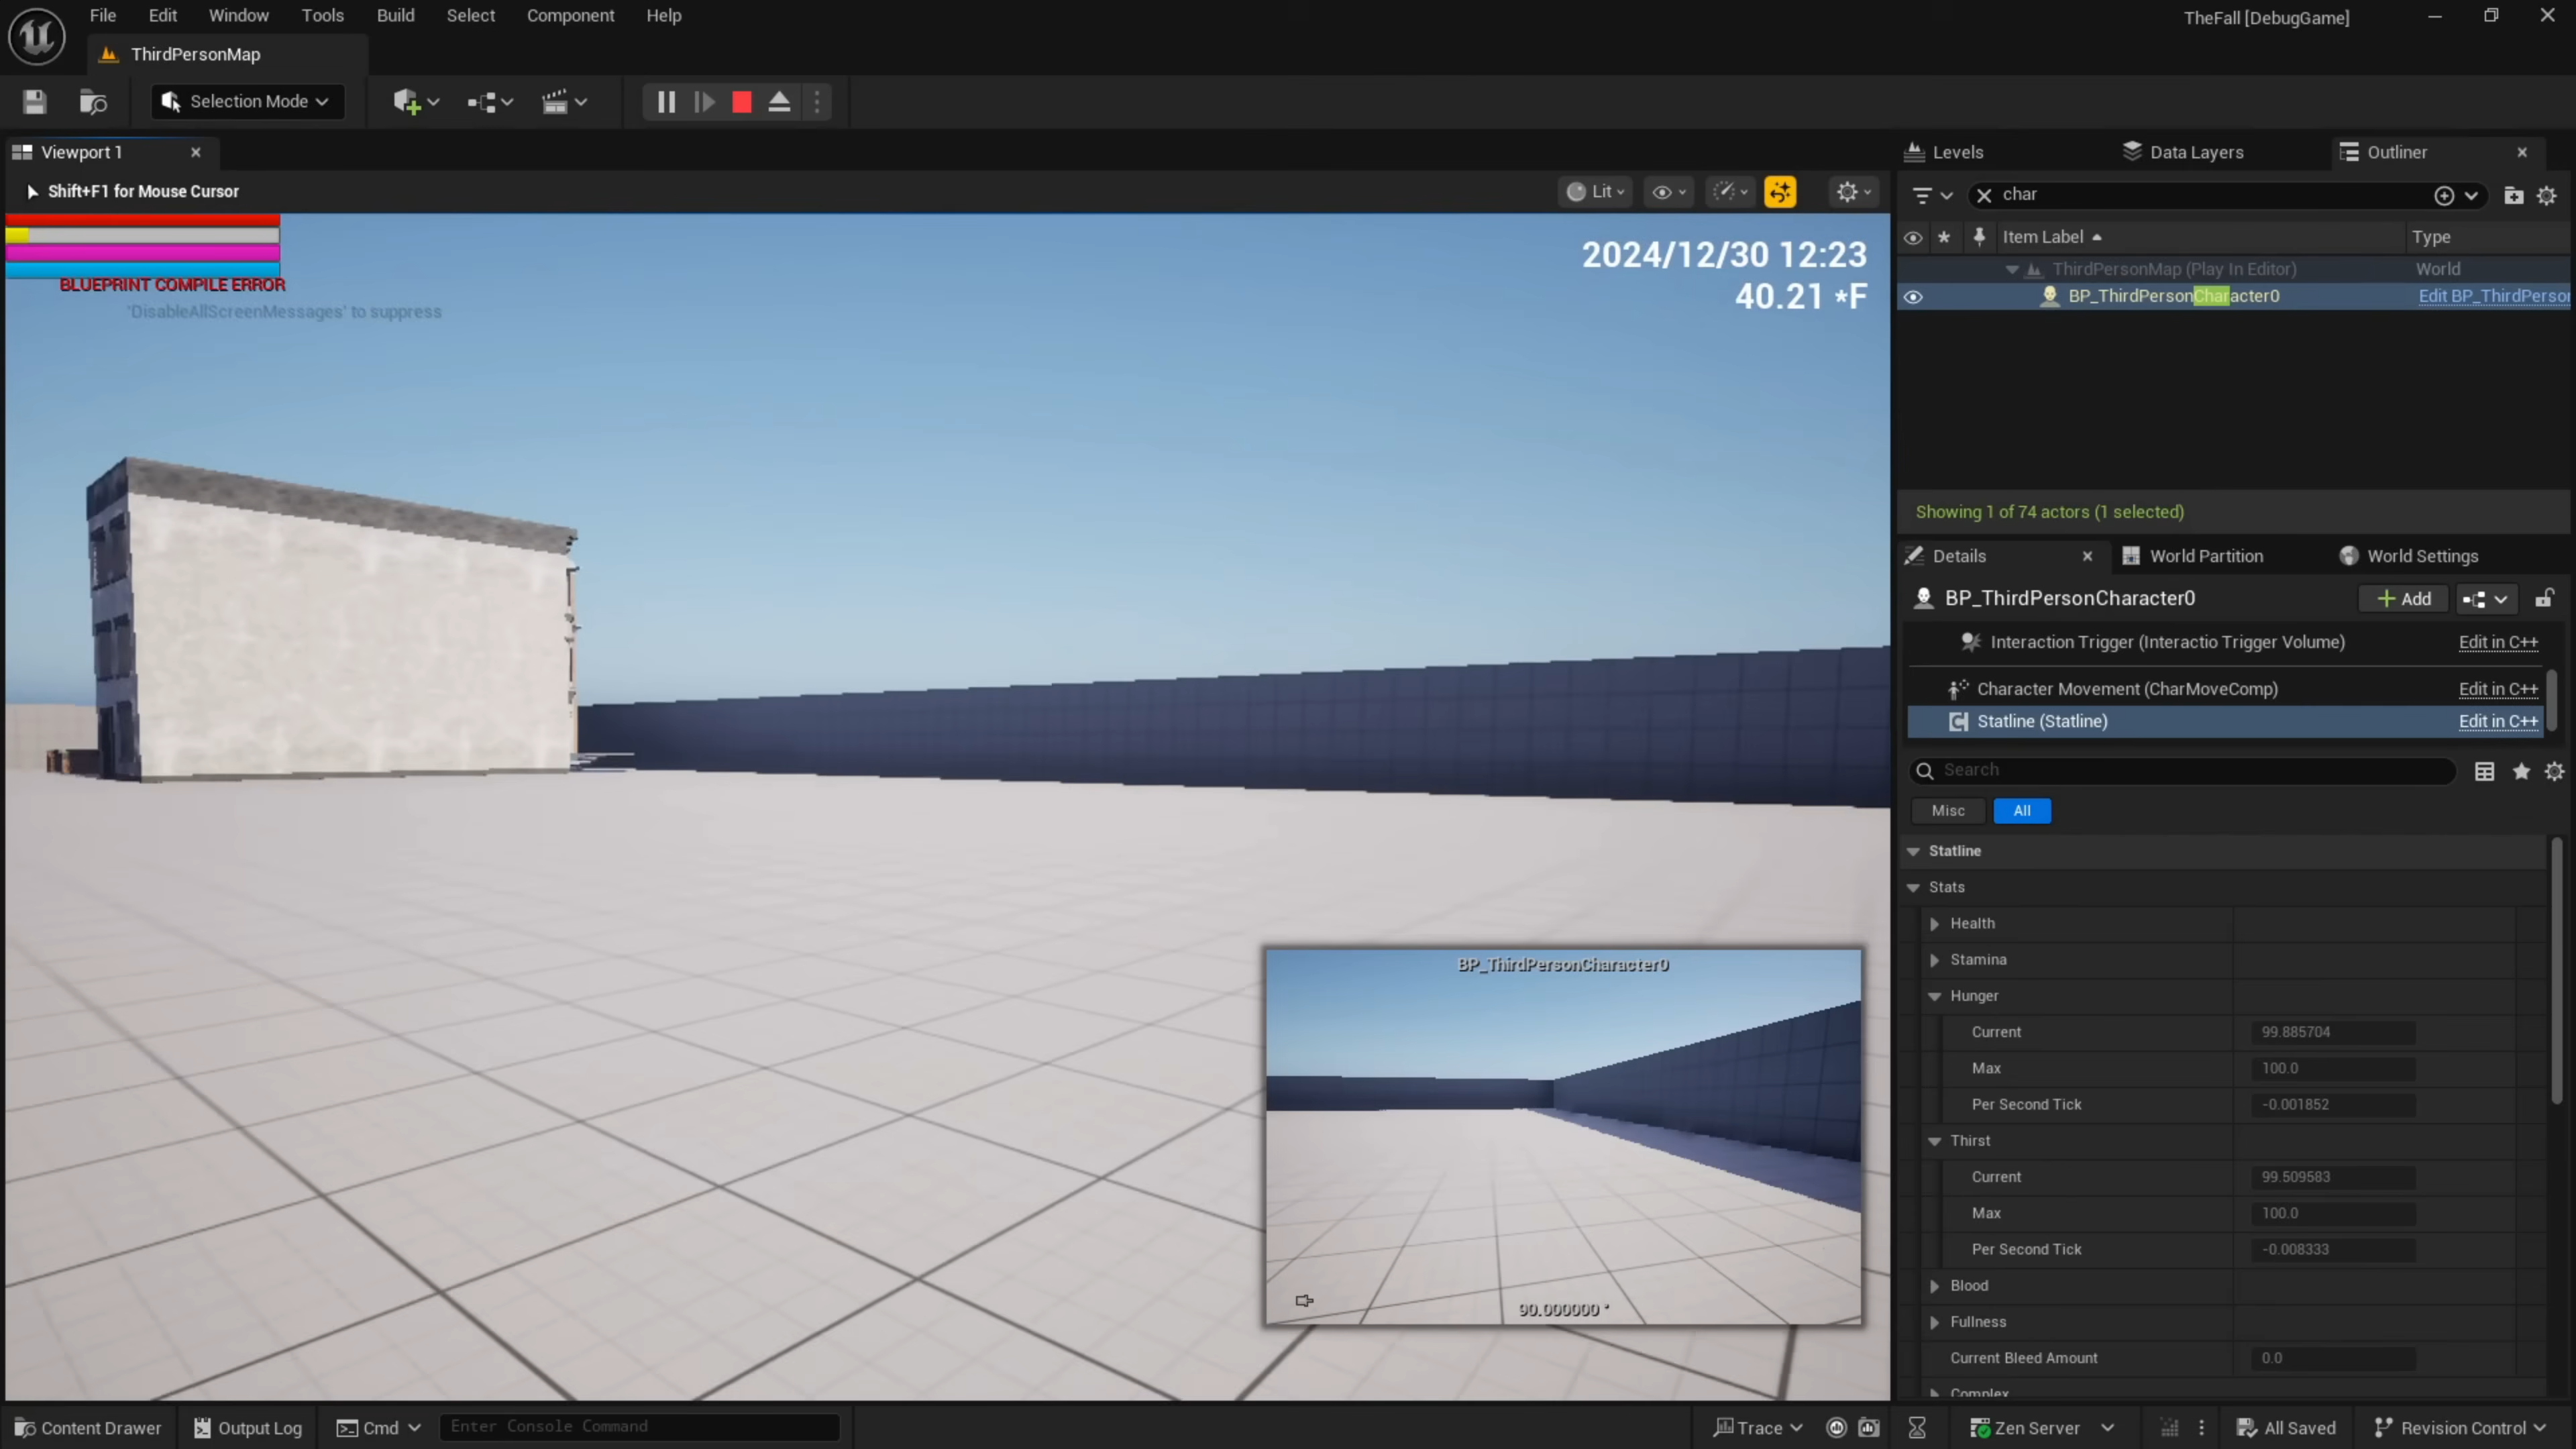 File Edit Window Tools Build Select Component Help
TheFall [DebugGame]
ThirdPersonMap
Selection Mode
Viewport 1
Shift+F1 for Mouse Cursor
Lit
2024/12/30 12:23
40.21 *F
BLUEPRINT COMPILE ERROR
'DisableAllScreenMessages' to suppress
BP_ThirdPersonCharacter0
90.000000 °
Levels Data Layers Outliner
char
Item Label Type
ThirdPersonMap (Play In Editor) World
BP_ThirdPersonCharacter0 Edit BP_ThirdPerson
Showing 1 of 74 actors (1 selected)
Details World Partition World Settings
BP_ThirdPersonCharacter0 Add
Interaction Trigger (Interactio Trigger Volume) Edit in C++
Character Movement (CharMoveComp) Edit in C++
Statline (Statline) Edit in C++
Search
Misc All
Statline
Stats
Health
Stamina
Hunger
Current 99.885704
Max 100.0
Per Second Tick -0.001852
Thirst
Current 99.509583
Max 100.0
Per Second Tick -0.008333
Blood
Fullness
Current Bleed Amount 0.0
Complex
Content Drawer Output Log Cmd Enter Console Command Trace Zen Server All Saved Revision Control